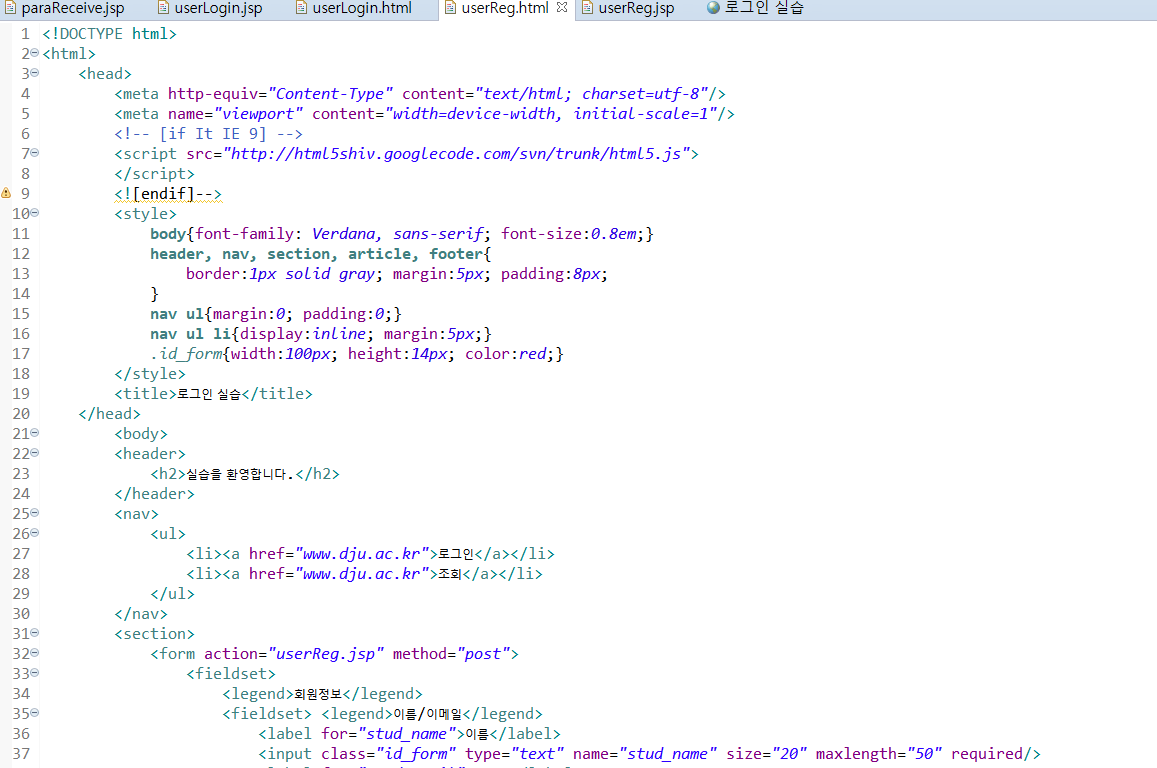 paraReceive.jsp userLogin.jsp userLogin.html userReg.html userReg.jsp 로그인 실습
1 <!DOCTYPE html>
2 <html>
3 <head>
4 <meta http-equiv="Content-Type" content="text/html; charset=utf-8"/>
5 <meta name="viewport" content="width=device-width, initial-scale=1"/>
6 <!-- [if It IE 9] -->
7 <script src="http://html5shiv.googlecode.com/svn/trunk/html5.js">
8 </script>
9 <![endif]-->
10 <style>
11 body{font-family: Verdana, sans-serif; font-size:0.8em;}
12 header, nav, section, article, footer{
13 border:1px solid gray; margin:5px; padding:8px;
14 }
15 nav ul{margin:0; padding:0;}
16 nav ul li{display:inline; margin:5px;}
17 .id_form{width:100px; height:14px; color:red;}
18 </style>
19 <title>로그인 실습</title>
20 </head>
21 <body>
22 <header>
23 <h2>실습을 환영합니다.</h2>
24 </header>
25 <nav>
26 <ul>
27 <li><a href="www.dju.ac.kr">로그인</a></li>
28 <li><a href="www.dju.ac.kr">조회</a></li>
29 </ul>
30 </nav>
31 <section>
32 <form action="userReg.jsp" method="post">
33 <fieldset>
34 <legend>회원정보</legend>
35 <fieldset> <legend>이름/이메일</legend>
36 <label for="stud_name">이름</label>
37 <input class="id_form" type="text" name="stud_name" size="20" maxlength="50" required/>